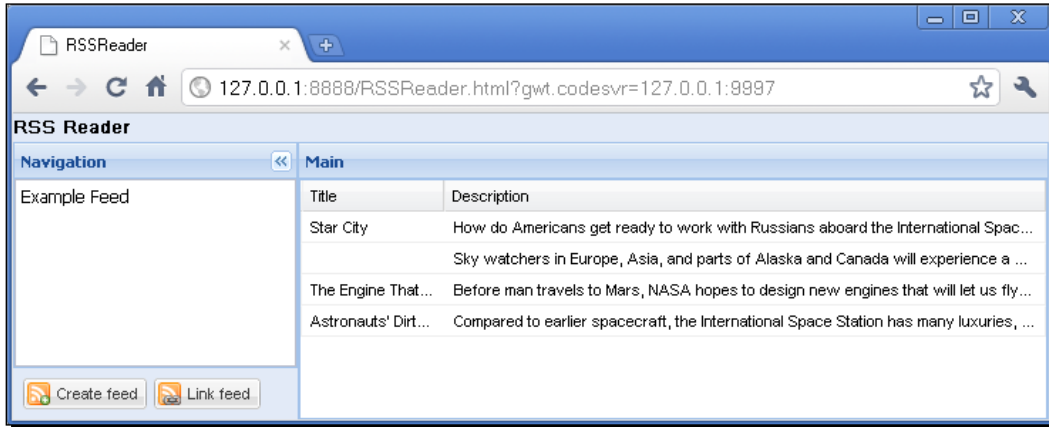 RSSReader
127.0.0.1:8888/RSSReader.html?gwt.codesvr=127.0.0.1:9997
RSS Reader
Navigation
Example Feed
Create feed Link feed
Main
Title Description
Star City How do Americans get ready to work with Russians aboard the International Spac...
Sky watchers in Europe, Asia, and parts of Alaska and Canada will experience a ...
The Engine That... Before man travels to Mars, NASA hopes to design new engines that will let us fly...
Astronauts' Dirt... Compared to earlier spacecraft, the International Space Station has many luxuries, ...